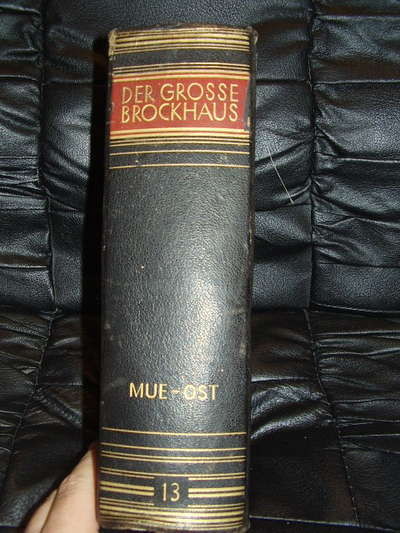 DER GROSSE
BROCKHAUS
MUE-OST
13